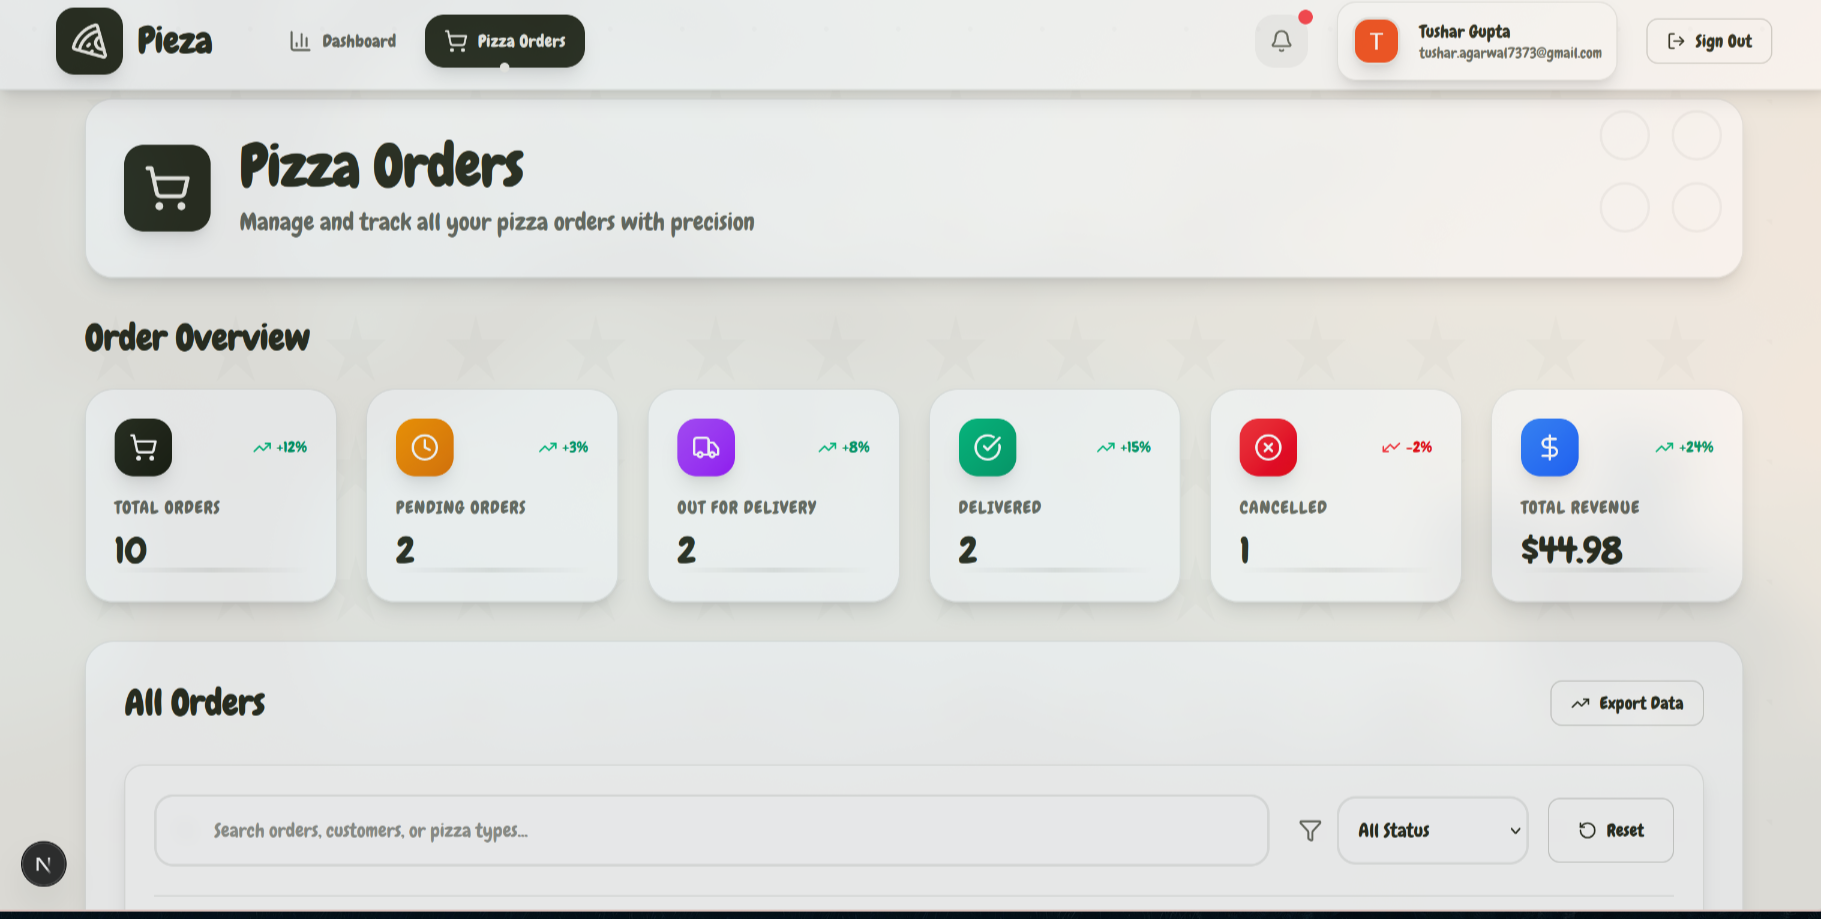 Pieza
Dashboard
Pizza Orders
T
Tushar Gupta
tushar.agarwal7373@gmail.com
Sign Out
Pizza Orders
Manage and track all your pizza orders with precision
Order Overview
+12%
TOTAL ORDERS
10
+3%
PENDING ORDERS
2
+8%
OUT FOR DELIVERY
2
+15%
DELIVERED
2
-2%
CANCELLED
1
$
+24%
TOTAL REVENUE
$44.98
All Orders
Export Data
Search orders, customers, or pizza types...
All Status
Reset
N